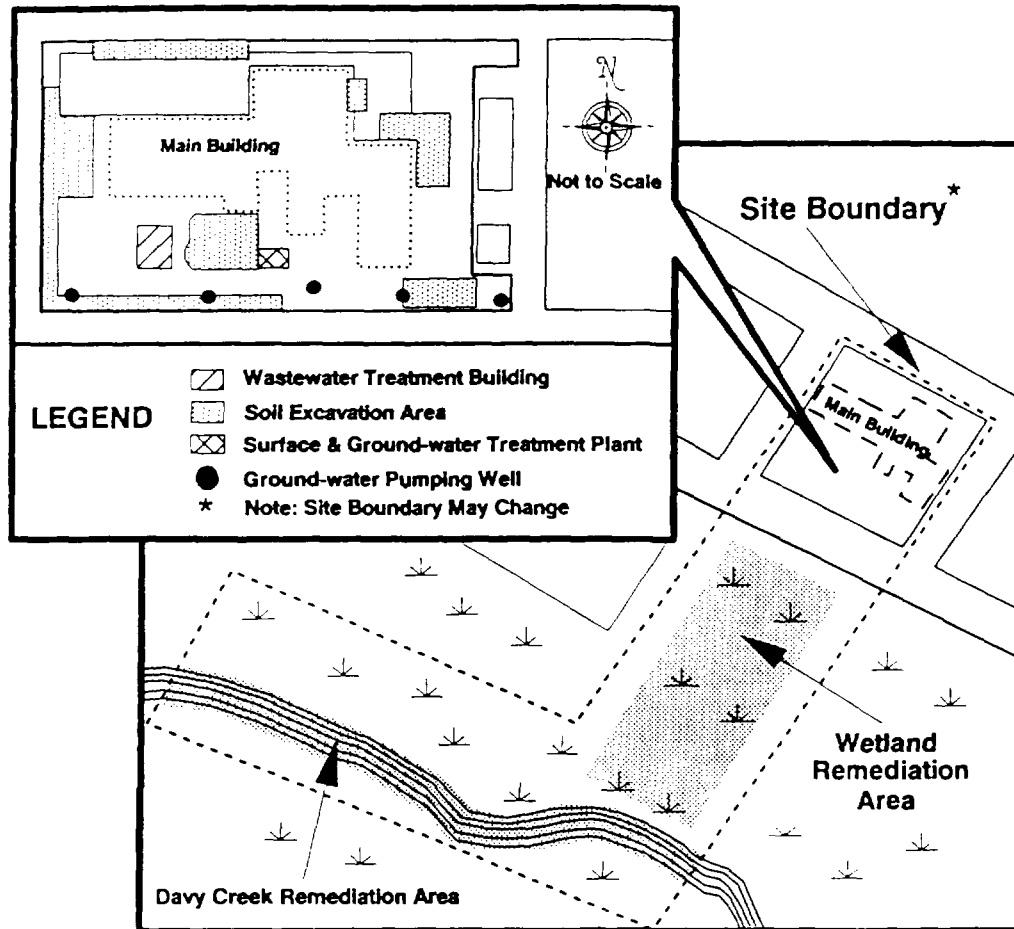 N
Main Building
Not to Scale
LEGEND
Wastewater Treatment Building
Soil Excavation Area
Surface & Ground-water Treatment Plant
Ground-water Pumping Well
* Note: Site Boundary May Change
Site Boundary*
Main Building
Wetland
Remediation
Area
Davy Creek Remediation Area